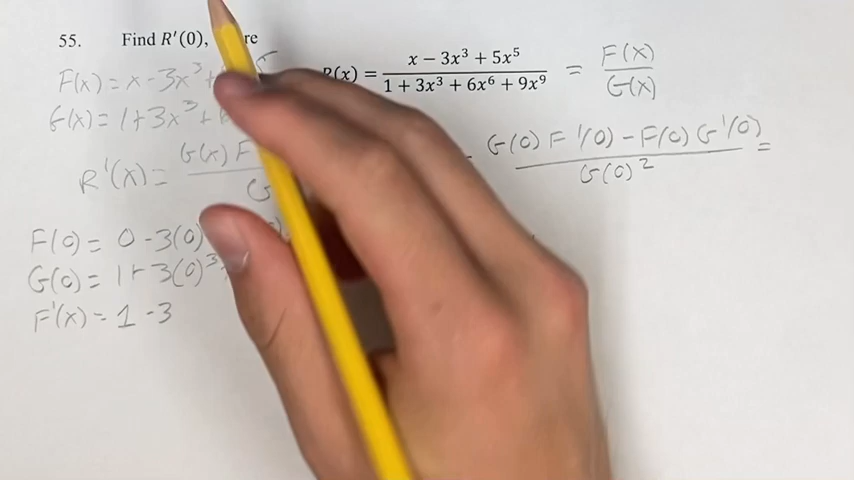 55. Find R'(0), re
R(x) = x − 3x³ + 5x⁵ / 1 + 3x³ + 6x⁶ + 9x⁹ = F(x) / G(x)
F(x) = x - 3x³ +
G(x) = 1 + 3x³ +
R'(x) = G(x) F
G(0) F'(0) - F(0) G'(0) / G(0)² =
F(0) = 0 - 3(0)
G(0) = 1 + 3(0)³
F'(x) = 1 - 3